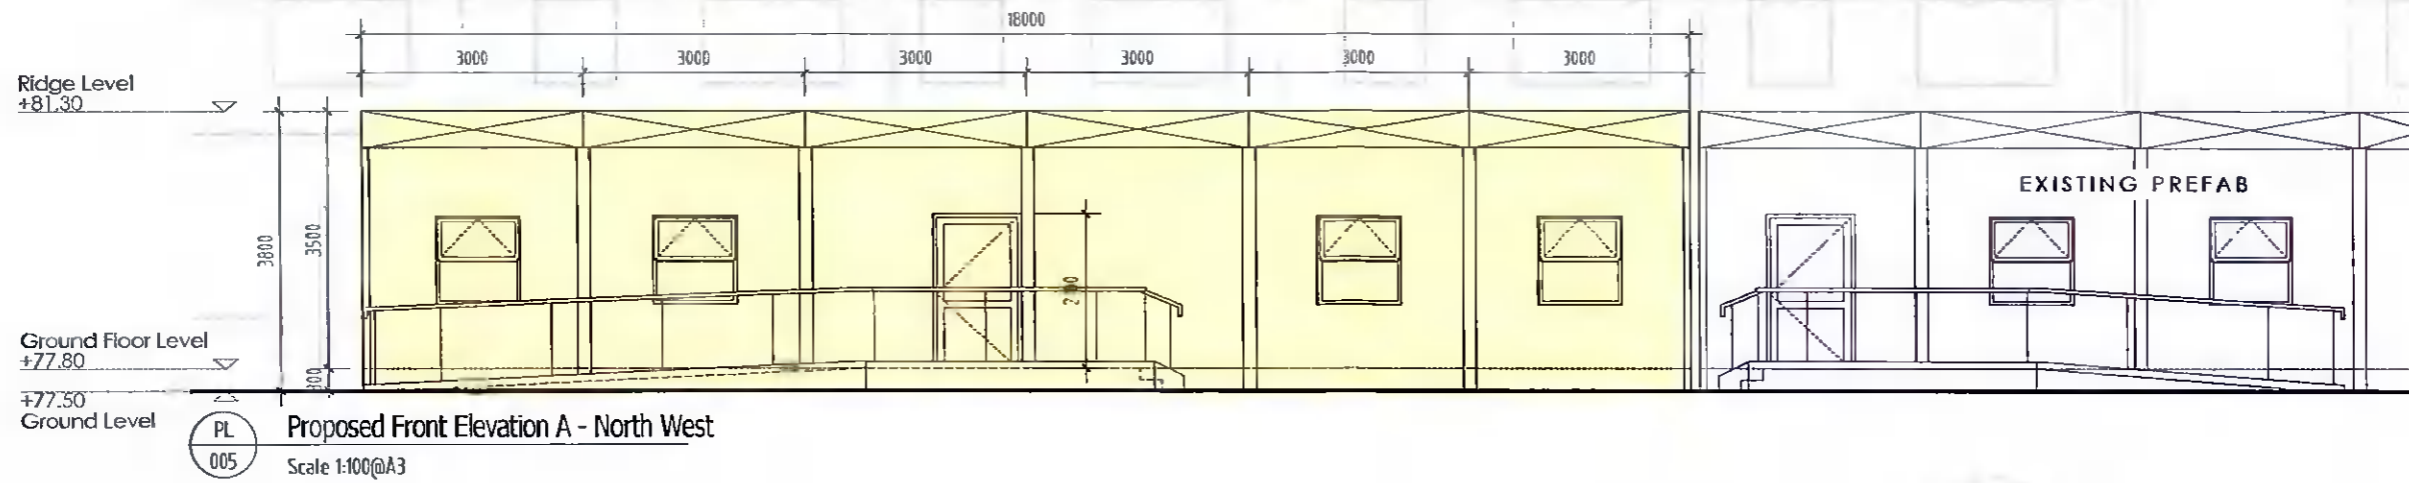 18000
3000 3000 3000 3000 3000 3000
Ridge Level
+81.30
EXISTING PREFAB
3800
3500
Ground Floor Level
+77.80
300
+77.50
Ground Level
PL
005
Proposed Front Elevation A - North West
Scale 1:100@A3